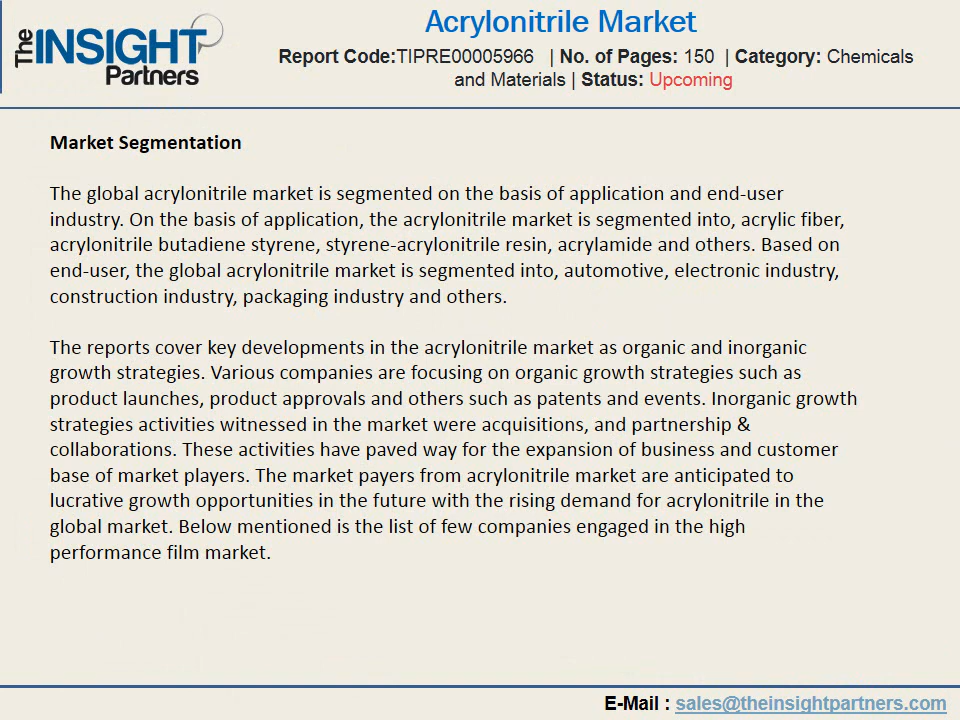 The
INSIGHT
Partners
Acrylonitrile Market
Report Code:TIPRE00005966 | No. of Pages: 150 | Category: Chemicals
and Materials | Status: Upcoming
Market Segmentation
The global acrylonitrile market is segmented on the basis of application and end-user
industry. On the basis of application, the acrylonitrile market is segmented into, acrylic fiber,
acrylonitrile butadiene styrene, styrene-acrylonitrile resin, acrylamide and others. Based on
end-user, the global acrylonitrile market is segmented into, automotive, electronic industry,
construction industry, packaging industry and others.
The reports cover key developments in the acrylonitrile market as organic and inorganic
growth strategies. Various companies are focusing on organic growth strategies such as
product launches, product approvals and others such as patents and events. Inorganic growth
strategies activities witnessed in the market were acquisitions, and partnership &
collaborations. These activities have paved way for the expansion of business and customer
base of market players. The market payers from acrylonitrile market are anticipated to
lucrative growth opportunities in the future with the rising demand for acrylonitrile in the
global market. Below mentioned is the list of few companies engaged in the high
performance film market.
E-Mail : sales@theinsightpartners.com